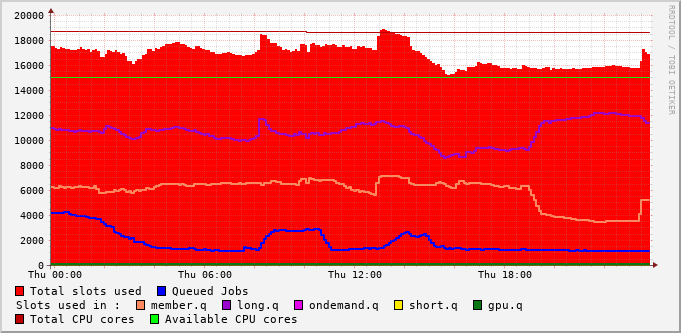 20000
18000
16000
14000
12000
10000
8000
6000
4000
2000
0
Thu 00:00 Thu 06:00 Thu 12:00 Thu 18:00
RRDTOOL / TOBI OETIKER
Total slots used Queued Jobs
Slots used in : member.q long.q ondemand.q short.q gpu.q
Total CPU cores Available CPU cores